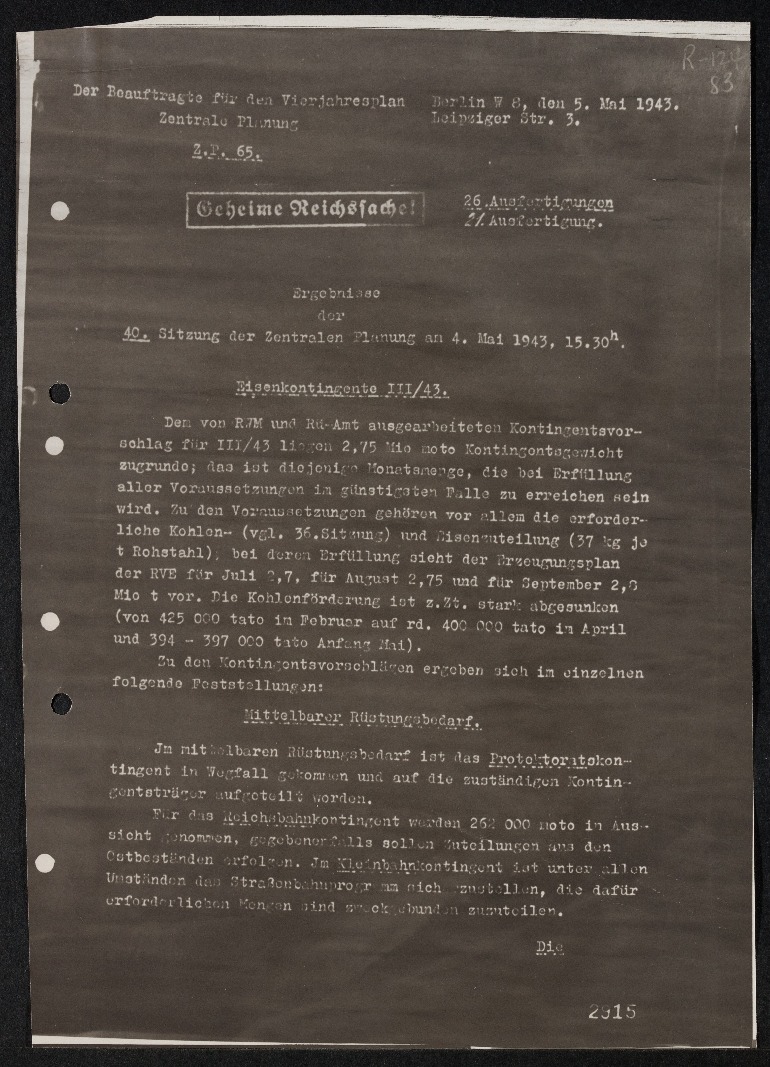 R-124
83
Der Beauftragte für den Vierjahresplan
Zentrale Planung
Z.P. 65.
Berlin W 8, den 5. Mai 1943.
Leipziger Str. 3.
Geheime Reichssache!
26 Ausfertigungen
21. Ausfertigung.
Ergebnisse
der
40. Sitzung der Zentralen Planung am 4. Mai 1943, 15.30h.
Eisenkontingente III/43.
Dem von RWM und Rü-Amt ausgearbeiteten Kontingentsvor-
schlag für III/43 liegen 2,75 Mio moto Kontingentsgewicht
zugrunde; das ist diejenige Monatsmenge, die bei Erfüllung
aller Voraussetzungen im günstigsten Falle zu erreichen sein
wird. Zu den Voraussetzungen gehören vor allem die erforder-
liche Kohlen- (vgl. 36.Sitzung) und Eisenzuteilung (37 kg je
t Rohstahl), bei deren Erfüllung sieht der Erzeugungsplan
der RVE für Juli 2,7, für August 2,75 und für September 2,8
Mio t vor. Die Kohlenförderung ist z.Zt. stark abgesunken
(von 425 000 tato im Februar auf rd. 400 000 tato im April
und 394 - 397 000 tato Anfang Mai).
Zu den Kontingentsvorschlägen ergeben sich im einzelnen
folgende Feststellungen:
Mittelbarer Rüstungsbedarf.
Jm mittelbaren Rüstungsbedarf ist das Protektoratskon-
tingent in Wegfall gekommen und auf die zuständigen Kontin-
gentsträger aufgeteilt worden.
Für das Reichsbahnkontingent werden 262 000 moto in Aus-
sicht genommen, gegebenenfalls sollen Zuteilungen aus den
Ostbeständen erfolgen. Jm Kleinbahnkontingent ist unter allen
Umständen das Straßenbahnprogramm sicherzustellen, die dafür
erforderlichen Mengen sind zweckgebunden zuzuteilen.
Die
2915